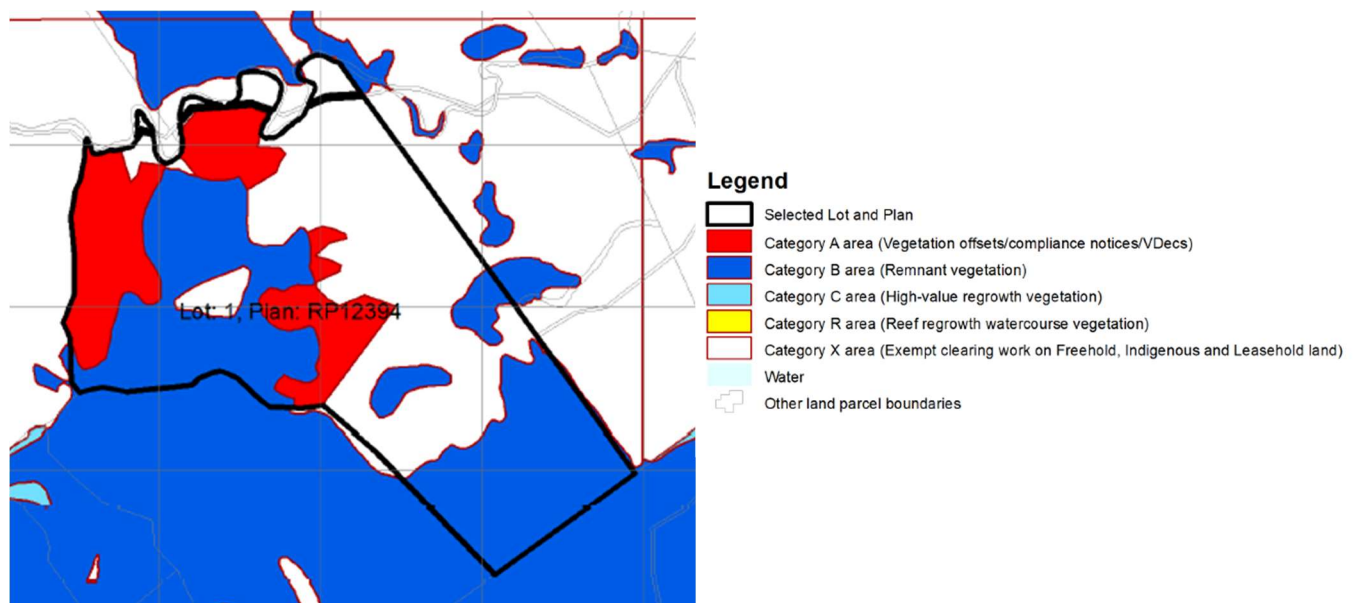 Lot: 1, Plan: RP12394
Legend
Selected Lot and Plan
Category A area (Vegetation offsets/compliance notices/VDecs)
Category B area (Remnant vegetation)
Category C area (High-value regrowth vegetation)
Category R area (Reef regrowth watercourse vegetation)
Category X area (Exempt clearing work on Freehold, Indigenous and Leasehold land)
Water
Other land parcel boundaries